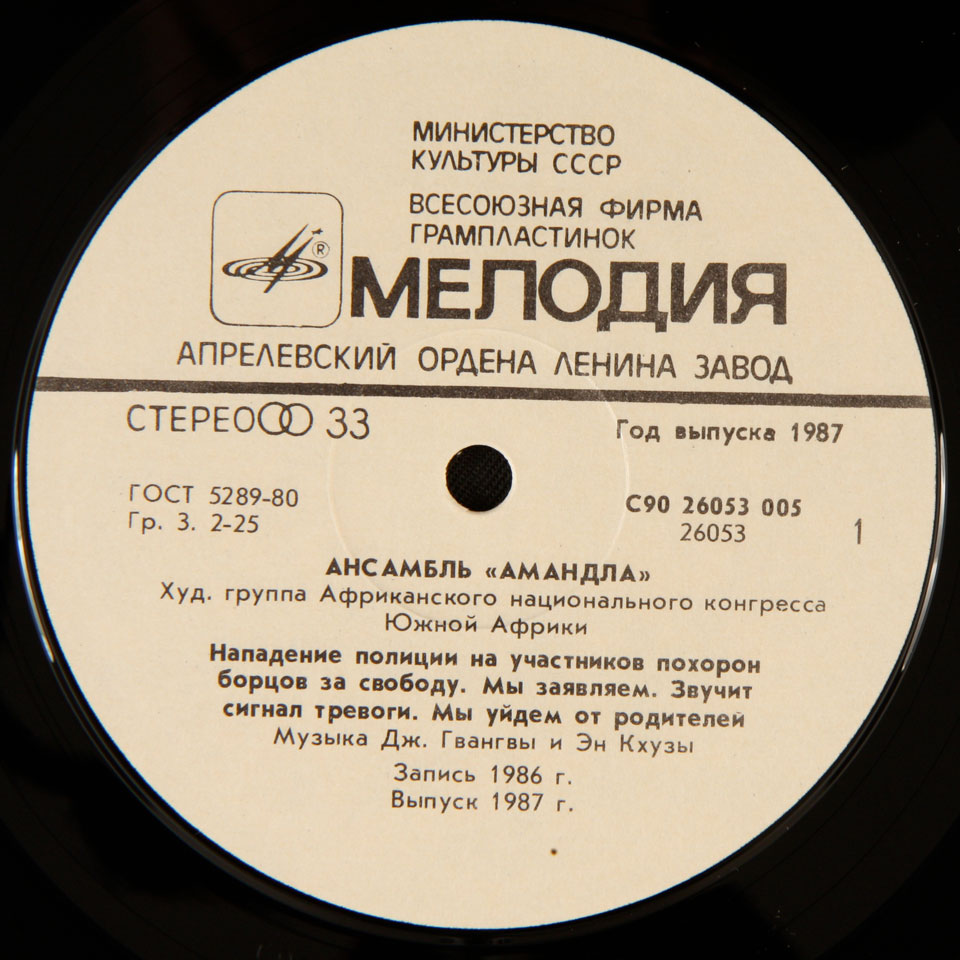 МИНИСТЕРСТВО
КУЛЬТУРЫ СССР
ВСЕСОЮЗНАЯ ФИРМА
ГРАМПЛАСТИНОК
®
МЕЛОДИЯ
АПРЕЛЕВСКИЙ ОРДЕНА ЛЕНИНА ЗАВОД
СТЕРЕО 33
Год выпуска 1987
ГОСТ 5289-80
Гр. 3. 2-25
С90 26053 005
26053
1
АНСАМБЛЬ «АМАНДЛА»
Худ. группа Африканского национального конгресса
Южной Африки
Нападение полиции на участников похорон
борцов за свободу. Мы заявляем. Звучит
сигнал тревоги. Мы уйдем от родителей
Музыка Дж. Гвангвы и Эн Кхузы
Запись 1986 г.
Выпуск 1987 г.